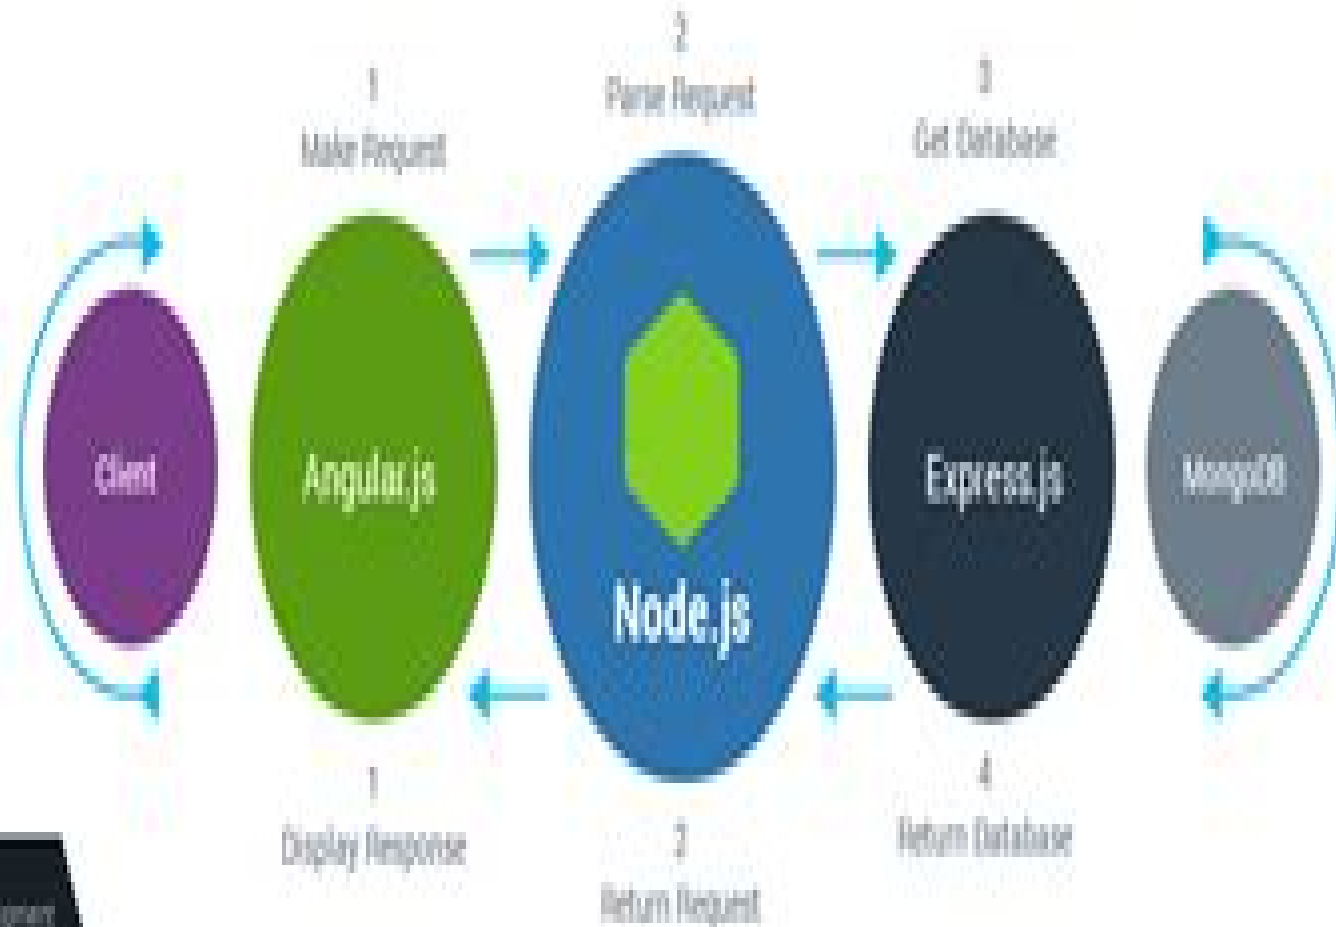 2
Parse Request
1
Make Request
3
Get Database
Client
Angular.js
Node.js
Express.js
MongoDB
1
Display Response
4
Return Database
2
Return Request